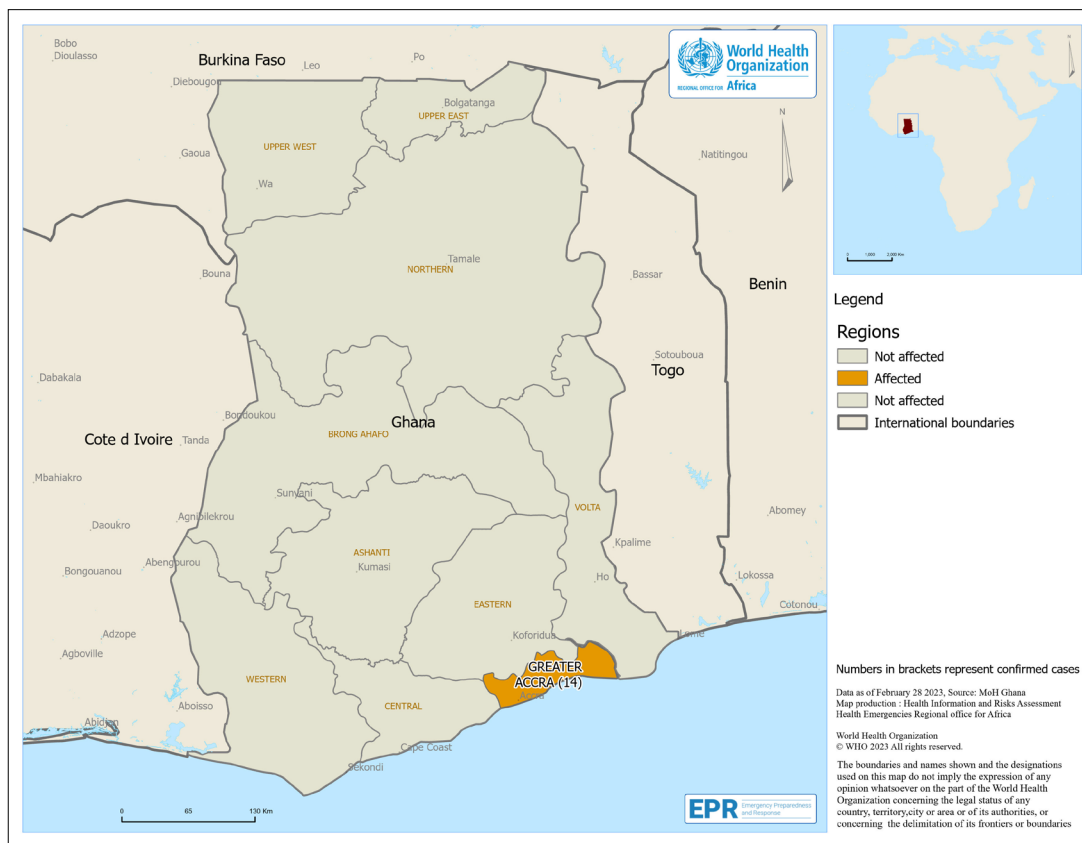 Bobo
Dioulasso
Burkina Faso
Leo
Po
Diebougou
World Health
Organization
REGIONAL OFFICE FOR Africa
N
N
Bolgatanga
UPPER EAST
UPPER WEST
Gaoua
Natitingou
Wa
Tamale
NORTHERN
Bouna
Bassar
Benin
0 1,000 2,000 Km
Legend
Regions
Not affected
Affected
Not affected
International boundaries
Sotouboua
Togo
Dabakala
Bondoukou
Ghana
BRONG AHAFO
Cote d Ivoire
Tanda
Mbahiakro
Sunyani
Agnibilekrou
Daoukro
VOLTA
Abomey
ASHANTI
Kumasi
Kpalime
Abengourou
Bongouanou
Ho
Lokossa
EASTERN
Cotonou
Adzope
Koforidua
Lome
Agboville
GREATER
ACCRA (14)
Accra
WESTERN
CENTRAL
Aboisso
Abidjan
Cape Coast
Sekondi
0 65 130 Km
EPR
Emergency Preparedness
and Response
Numbers in brackets represent confirmed cases
Data as of February 28 2023, Source: MoH Ghana
Map production : Health Information and Risks Assessment
Health Emergencies Regional office for Africa
World Health Organization
© WHO 2023 All rights reserved.
The boundaries and names shown and the designations
used on this map do not imply the expression of any
opinion whatsoever on the part of the World Health
Organization concerning the legal status of any
country, territory,city or area or of its authorities, or
concerning the delimitation of its frontiers or boundaries